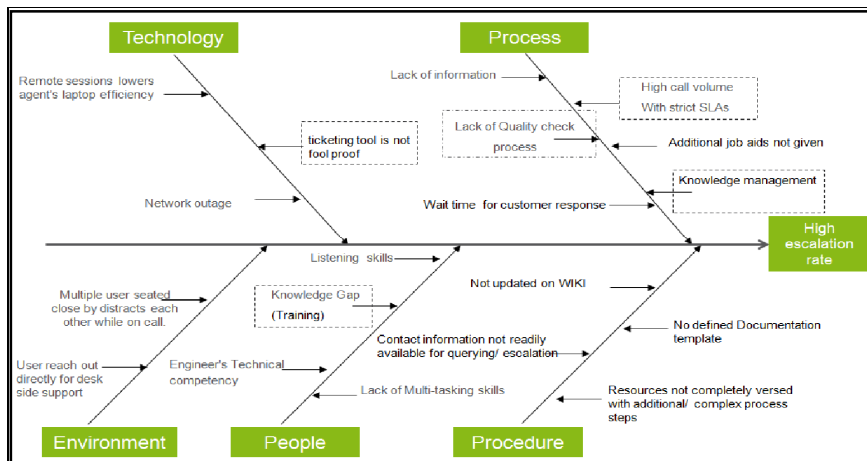 Technology
Process
Remote sessions lowers
agent's laptop efficiency
Lack of information
High call volume
With strict SLAs
ticketing tool is not
fool proof
Lack of Quality check
process
Additional job aids not given
Knowledge management
Network outage
Wait time for customer response
High
escalation
rate
Listening skills
Multiple user seated
close by distracts each
other while on call.
Knowledge Gap
(Training)
Not updated on WIKI
No defined Documentation
template
Contact information not readily
available for querying/ escalation
User reach out
directly for desk
side support
Engineer's Technical
competency
Lack of Multi-tasking skills
Resources not completely versed
with additional/ complex process
steps
Environment
People
Procedure